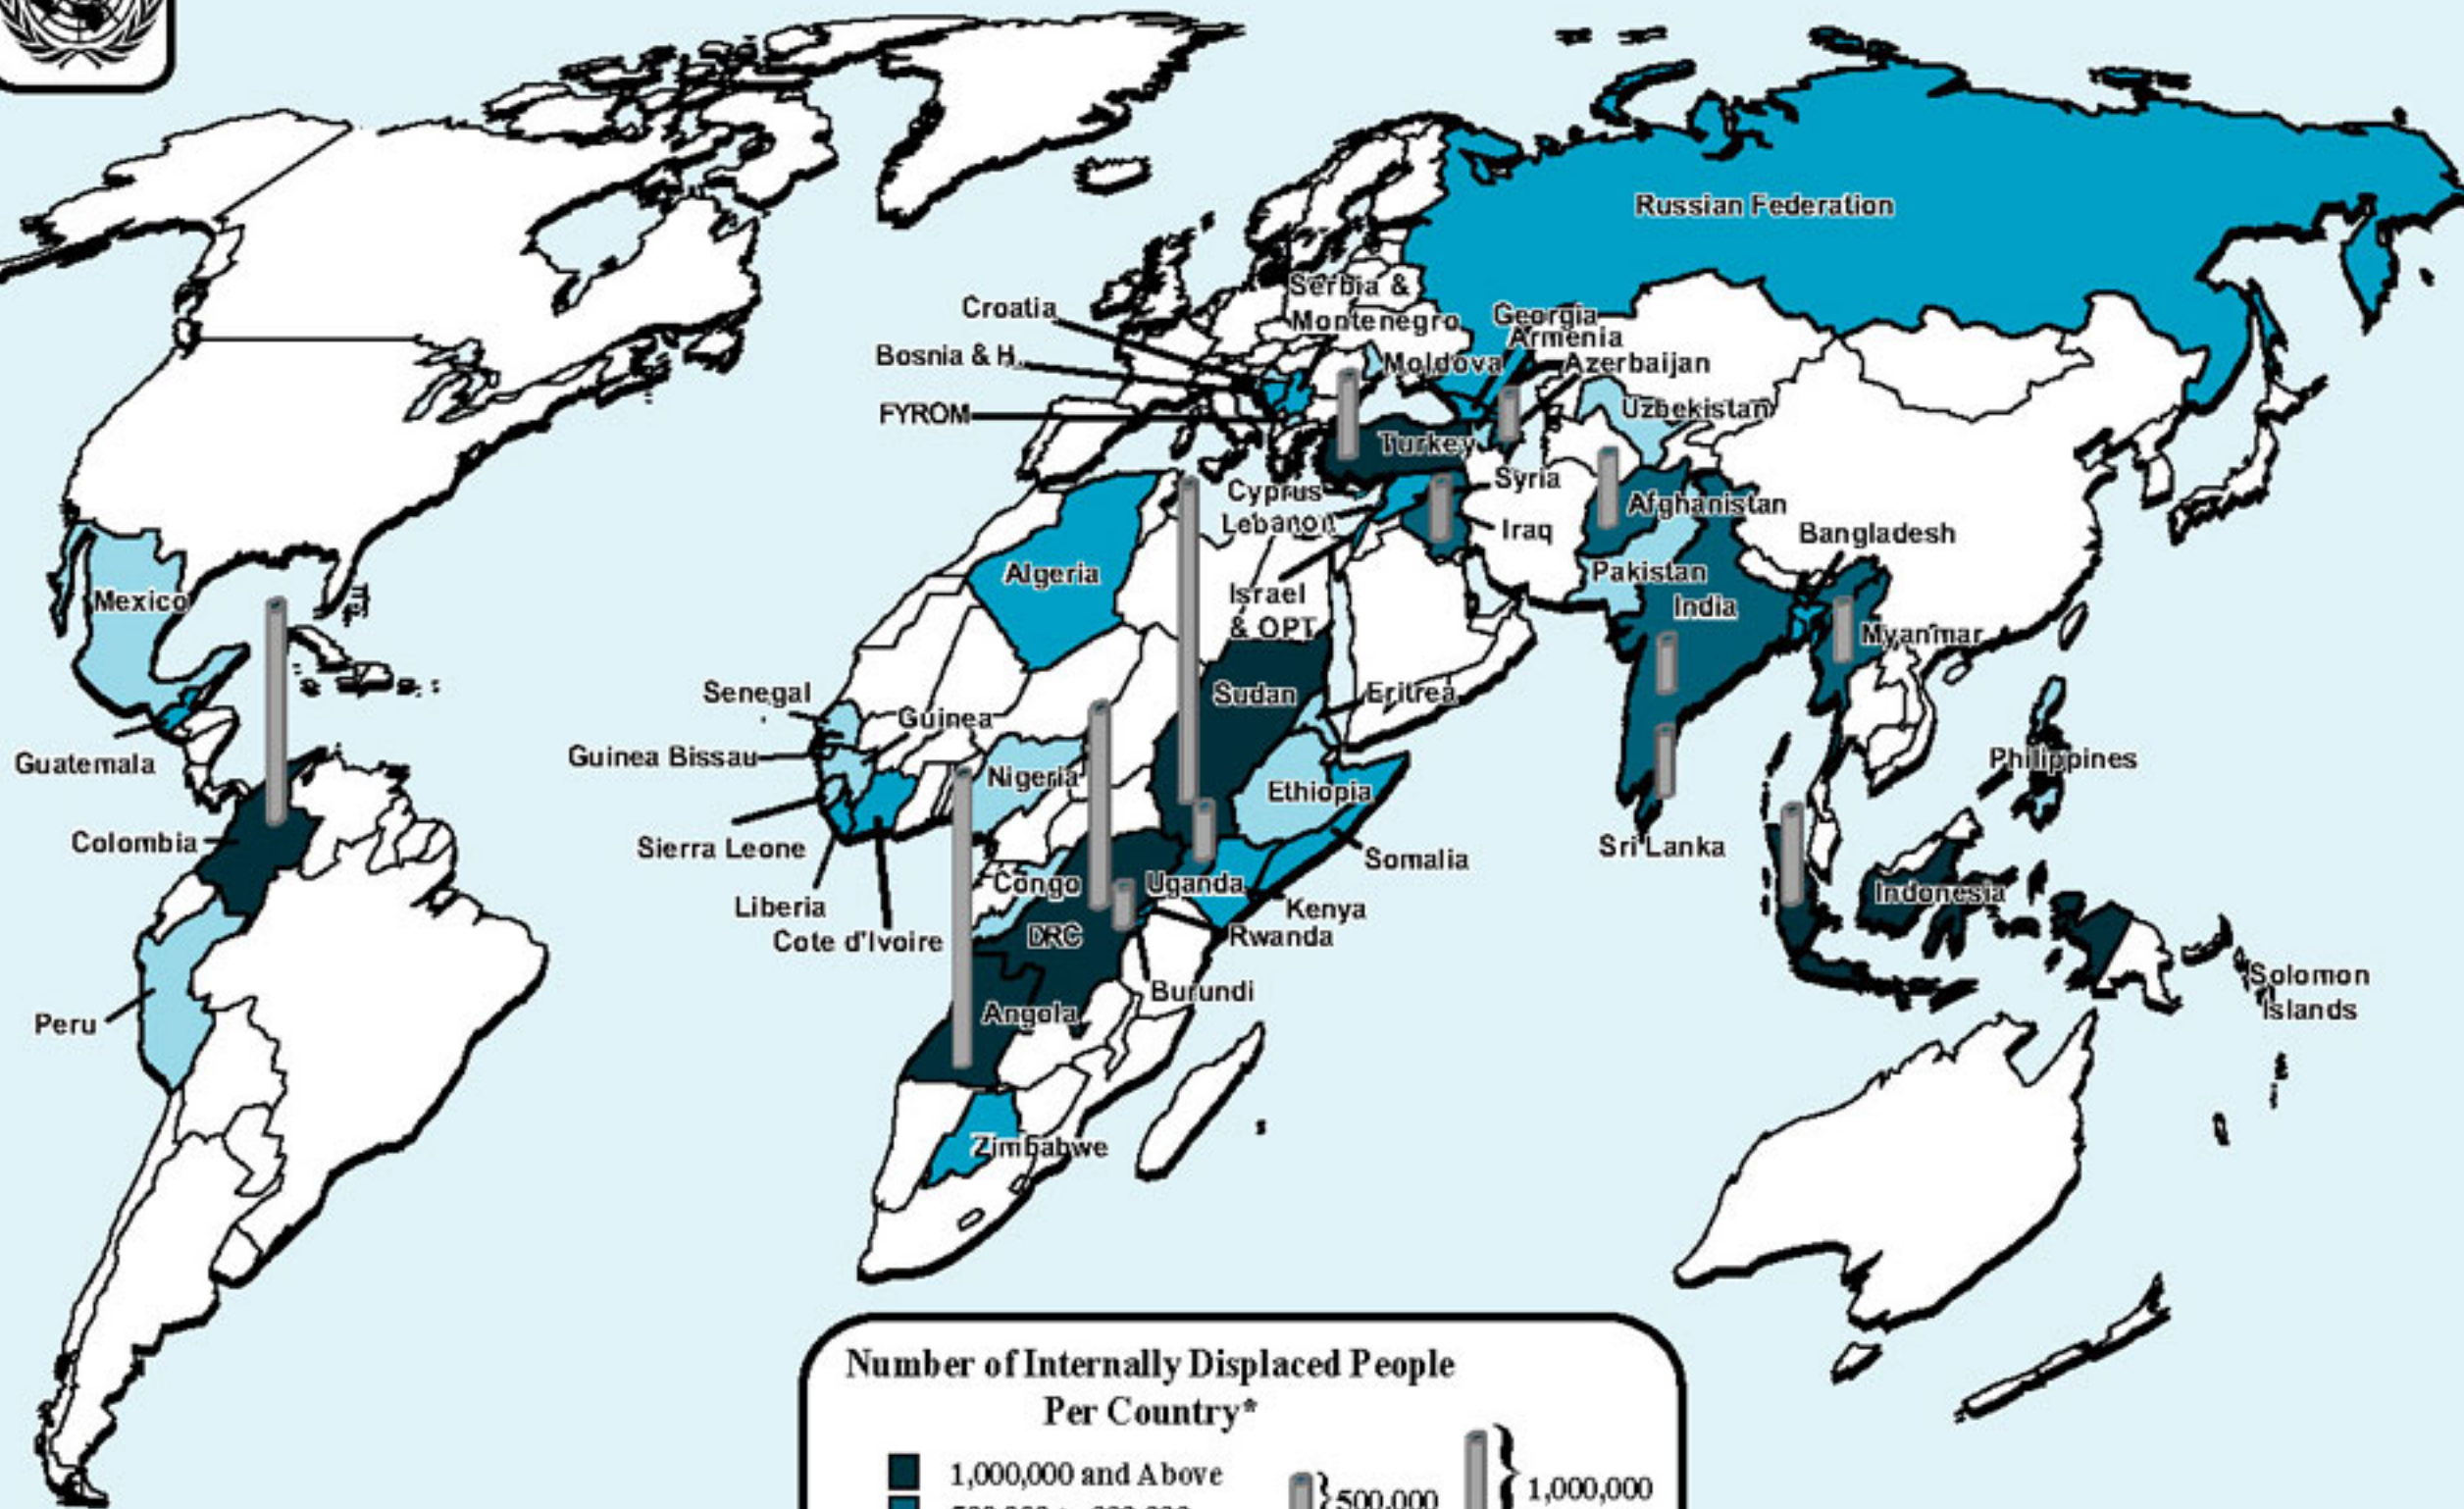 Russian Federation
Serbia &
Montenegro
Croatia
Georgia
Armenia
Bosnia & H.
Moldova
Azerbaijan
FYROM
Uzbekistan
Turkey
Syria
Cyprus
Lebanon
Afghanistan
Iraq
Bangladesh
Algeria
Pakistan
Israel
& OPT
India
Mexico
Myanmar
Senegal
Sudan
Eritrea
Guinea
Guinea Bissau
Guatemala
Nigeria
Philippines
Ethiopia
Colombia
Sierra Leone
Sri Lanka
Somalia
Congo
Uganda
Indonesia
Liberia
Kenya
Cote d'Ivoire
DRC
Rwanda
Solomon
Islands
Burundi
Peru
Angola
Zimbabwe
Number of Internally Displaced People
Per Country*
1,000,000 and Above
500,000
1,000,000